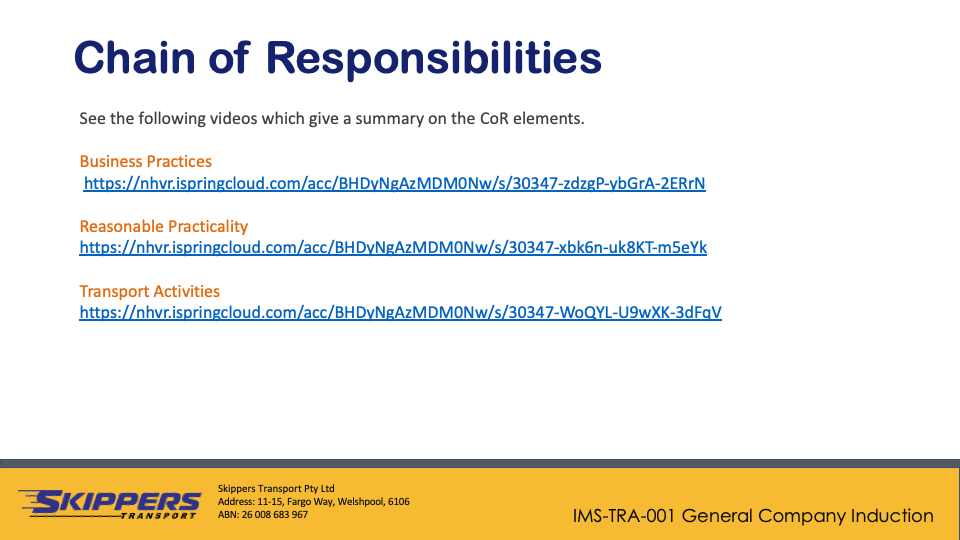 Chain of Responsibilities
See the following videos which give a summary on the CoR elements.
Business Practices
https://nhvr.ispringcloud.com/acc/BHDyNgAzMDM0Nw/s/30347-zdzgP-ybGrA-2ERrN
Reasonable Practicality
https://nhvr.ispringcloud.com/acc/BHDyNgAzMDM0Nw/s/30347-xbk6n-uk8KT-m5eYk
Transport Activities
https://nhvr.ispringcloud.com/acc/BHDyNgAzMDM0Nw/s/30347-WoQYL-U9wXK-3dFqV
SKIPPERS
TRANSPORT
Skippers Transport Pty Ltd
Address: 11-15, Fargo Way, Welshpool, 6106
ABN: 26 008 683 967
IMS-TRA-001 General Company Induction